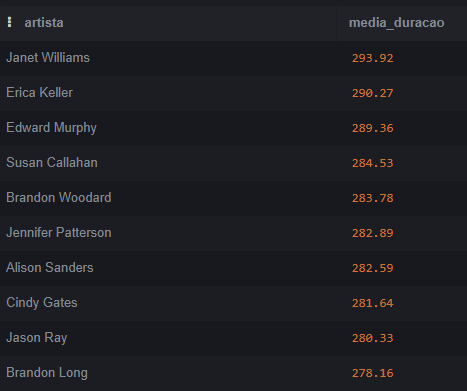 artista media_duracao
Janet Williams 293.92
Erica Keller 290.27
Edward Murphy 289.36
Susan Callahan 284.53
Brandon Woodard 283.78
Jennifer Patterson 282.89
Alison Sanders 282.59
Cindy Gates 281.64
Jason Ray 280.33
Brandon Long 278.16